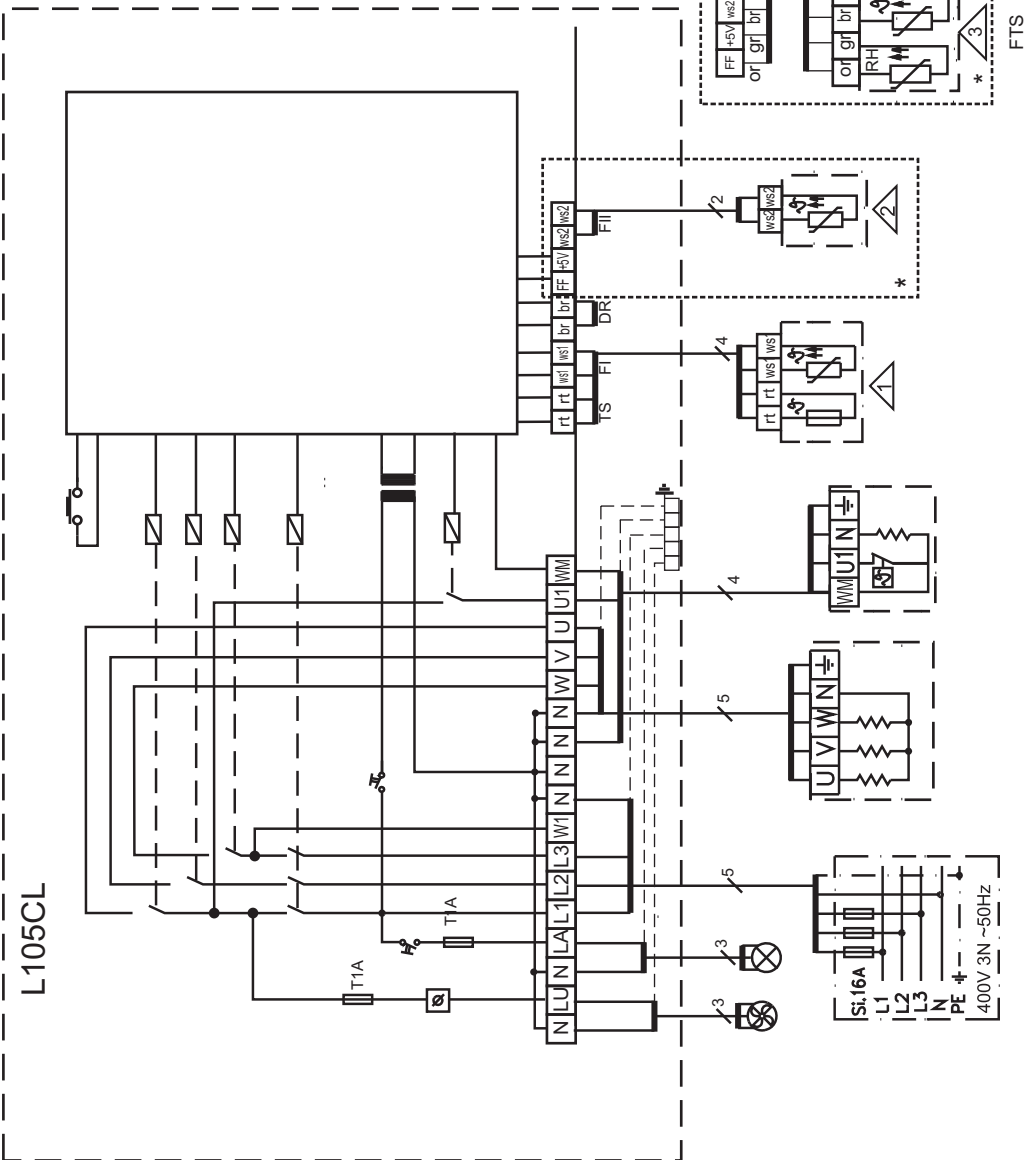 L105CL
T1A
T1A
N
LU
N
LA
L1
L2
L3
W1
N
N
N
N
W
V
U
U1
WM
rt
rt
ws1
ws1
br
br
FF
+5V
ws2
ws2
TS
FI
DR
FII
3
3
5
5
4
4
2
Si.16A
L1
L2
L3
N
PE
400V 3N ~50Hz
U
V
W
N
WM
U1
N
ϑ
rt
rt
ws1
ws1
ϑ
ϑ
1
ws2
ws2
ϑ
2
*
FF
+5V
ws2
or
gr
br
or
gr
br
RH
ϑ
3
*
FTS